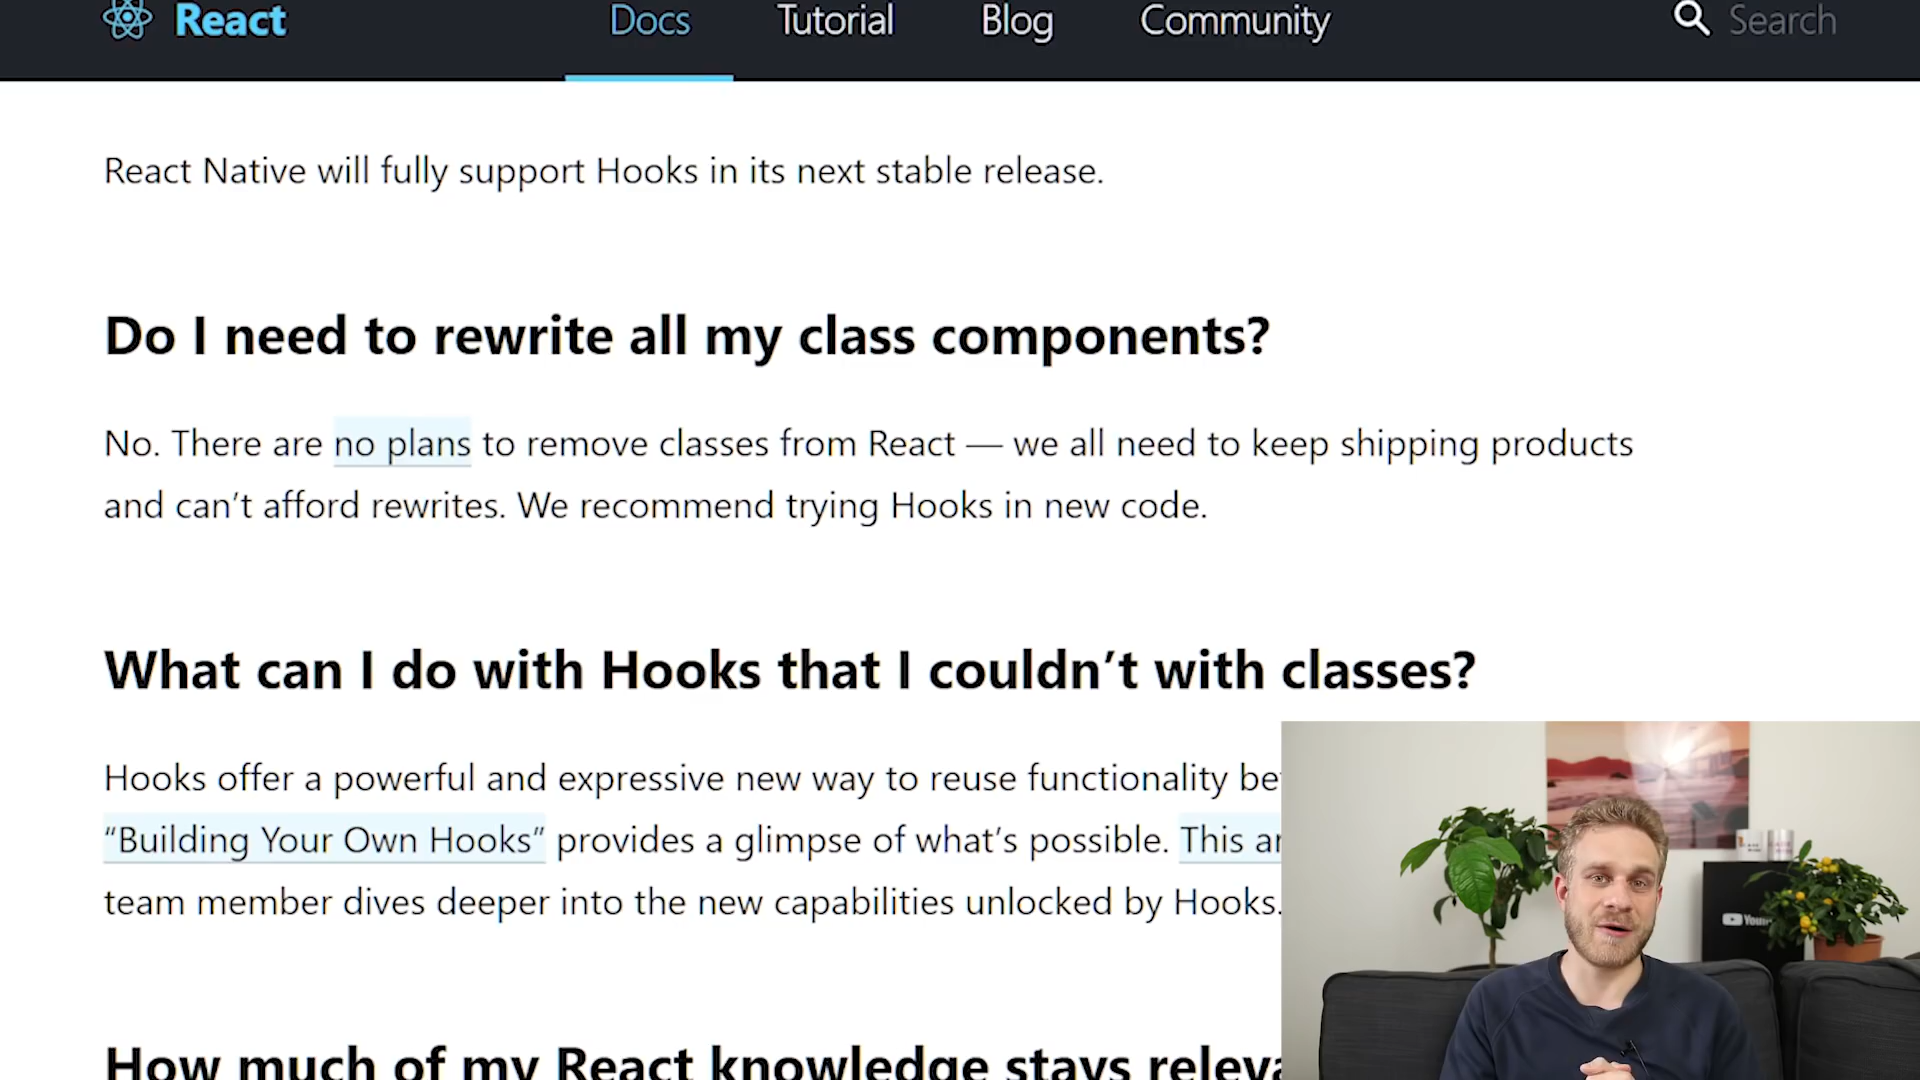 React Docs Tutorial Blog Community Search
React Native will fully support Hooks in its next stable release.
Do I need to rewrite all my class components?
No. There are no plans to remove classes from React — we all need to keep shipping products
and can’t afford rewrites. We recommend trying Hooks in new code.
What can I do with Hooks that I couldn’t with classes?
Hooks offer a powerful and expressive new way to reuse functionality
“Building Your Own Hooks” provides a glimpse of what’s possible. This
team member dives deeper into the new capabilities unlocked by Hooks.
How much of my React knowledge stays